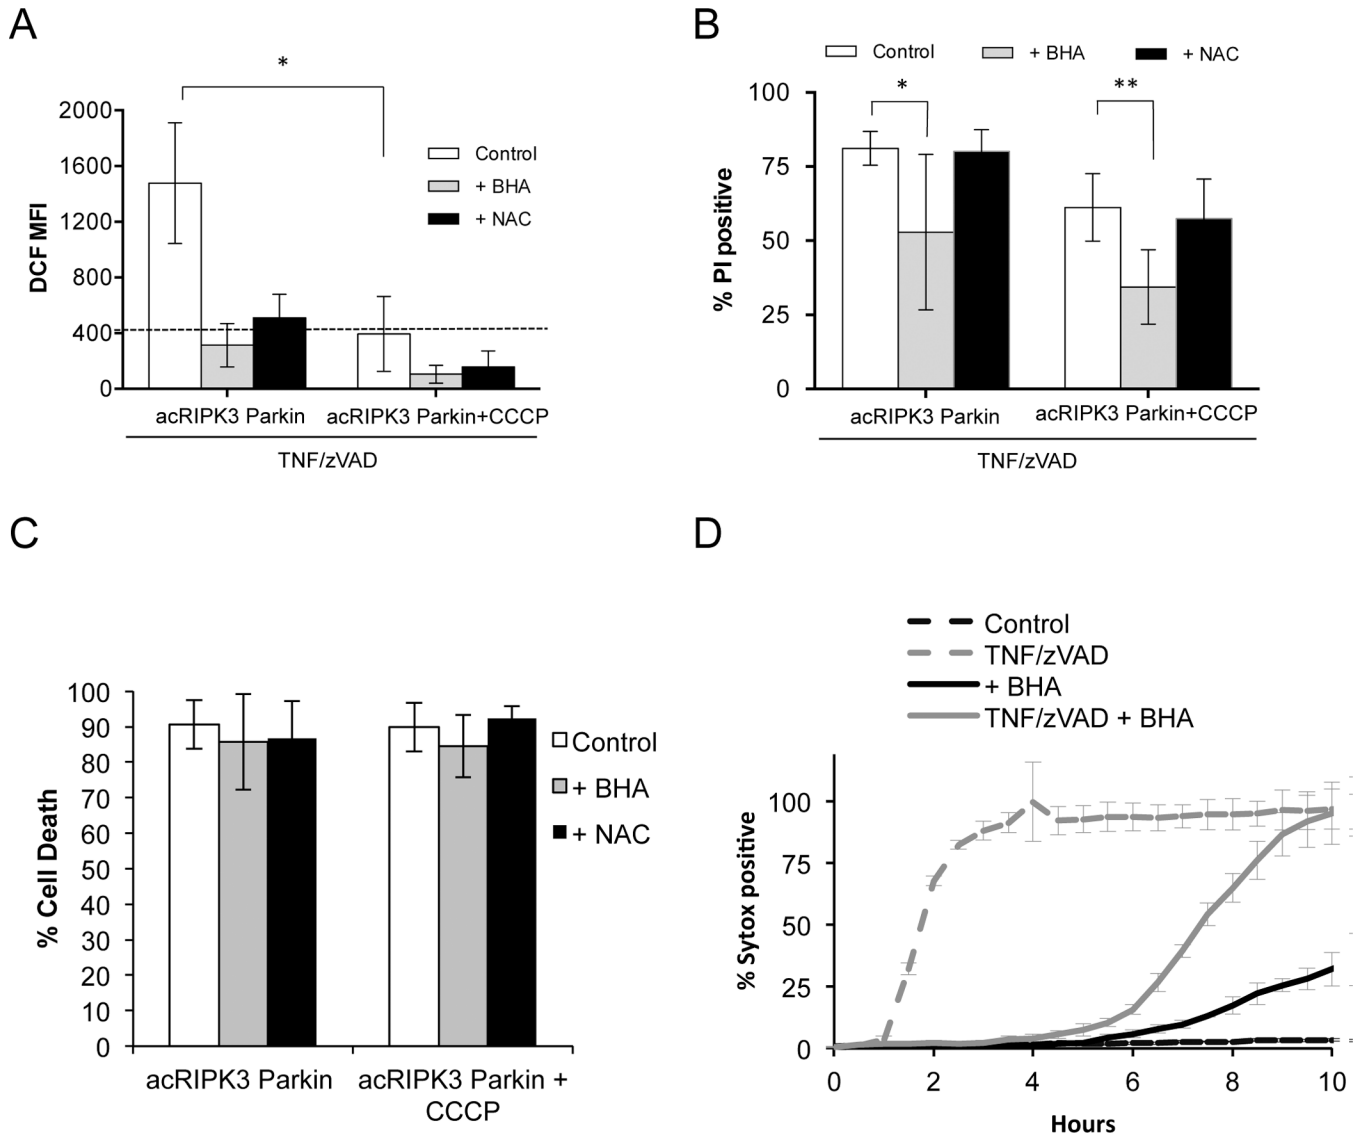 A
*
2000
1600
1200
800
400
0
DCF MFI
Control
+ BHA
+ NAC
acRIPK3 Parkin
acRIPK3 Parkin+CCCP
TNF/zVAD
B
Control
+ BHA
+ NAC
*
**
100
75
50
25
0
% PI positive
acRIPK3 Parkin
acRIPK3 Parkin+CCCP
TNF/zVAD
C
100
90
80
70
60
50
40
30
20
10
0
% Cell Death
Control
+ BHA
+ NAC
acRIPK3 Parkin
acRIPK3 Parkin +
CCCP
D
Control
TNF/zVAD
+ BHA
TNF/zVAD + BHA
100
75
50
25
0
% Sytox positive
0 2 4 6 8 10
Hours